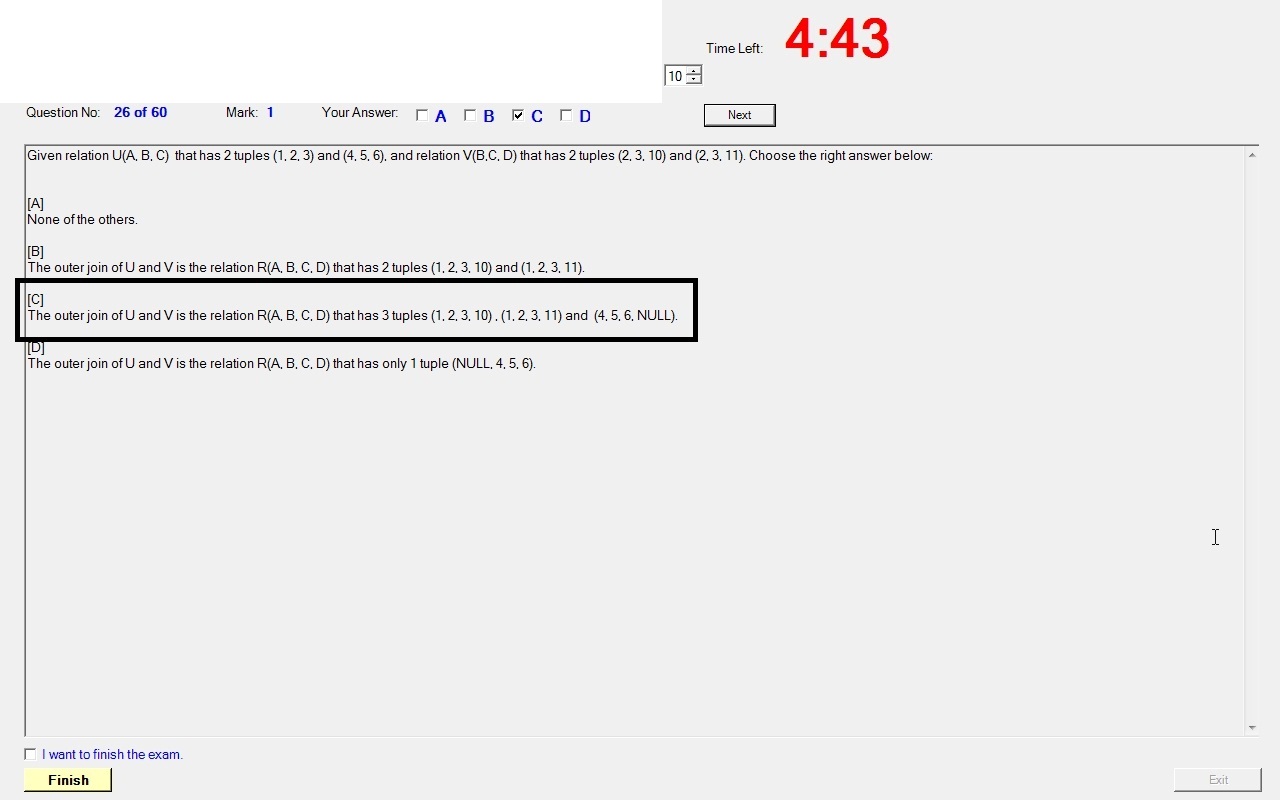 Time Left: 4:43
10
Question No: 26 of 60 Mark: 1 Your Answer: A B C D Next
Given relation U(A, B, C) that has 2 tuples (1, 2, 3) and (4, 5, 6), and relation V(B,C, D) that has 2 tuples (2, 3, 10) and (2, 3, 11). Choose the right answer below:
[A]
None of the others.
[B]
The outer join of U and V is the relation R(A, B, C, D) that has 2 tuples (1, 2, 3, 10) and (1, 2, 3, 11).
[C]
The outer join of U and V is the relation R(A, B, C, D) that has 3 tuples (1, 2, 3, 10) , (1, 2, 3, 11) and (4, 5, 6, NULL).
[D]
The outer join of U and V is the relation R(A, B, C, D) that has only 1 tuple (NULL, 4, 5, 6).
I want to finish the exam.
Finish Exit